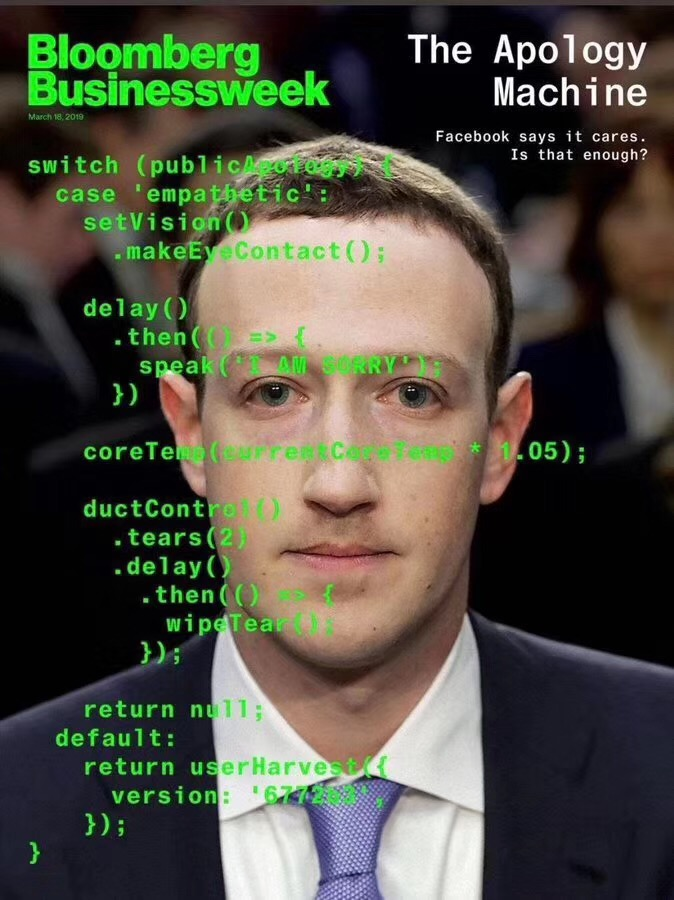 Bloomberg
Businessweek
March 18, 2019
The Apology
Machine
Facebook says it cares.
Is that enough?
switch (publicApology) {
  case 'empathetic':
    setVision()
      .makeEyeContact();

    delay()
      .then(() => {
        speak('I AM SORRY');
      })

    coreTemp(currentCoreTemp * 1.05);

    ductControl()
      .tears(2)
      .delay()
        .then(() => {
          wipeTear();
        });

    return null;
  default:
    return userHarvest({
      version: '677263',
    });
}